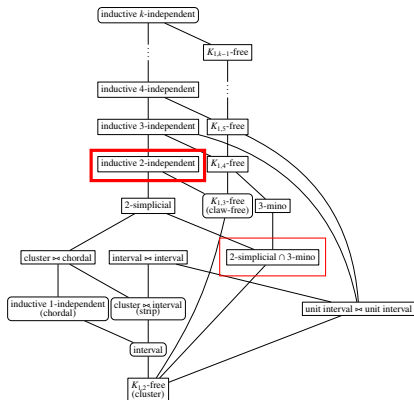 inductive k-independent
K1,k−1-free
inductive 4-independent
inductive 3-independent
K1,5-free
inductive 2-independent
K1,4-free
2-simplicial
K1,3-free
(claw-free)
3-mino
cluster ⋈ chordal
interval ⋈ interval
2-simplicial ∩ 3-mino
inductive 1-independent
(chordal)
cluster ⋈ interval
(strip)
unit interval ⋈ unit interval
interval
K1,2-free
(cluster)